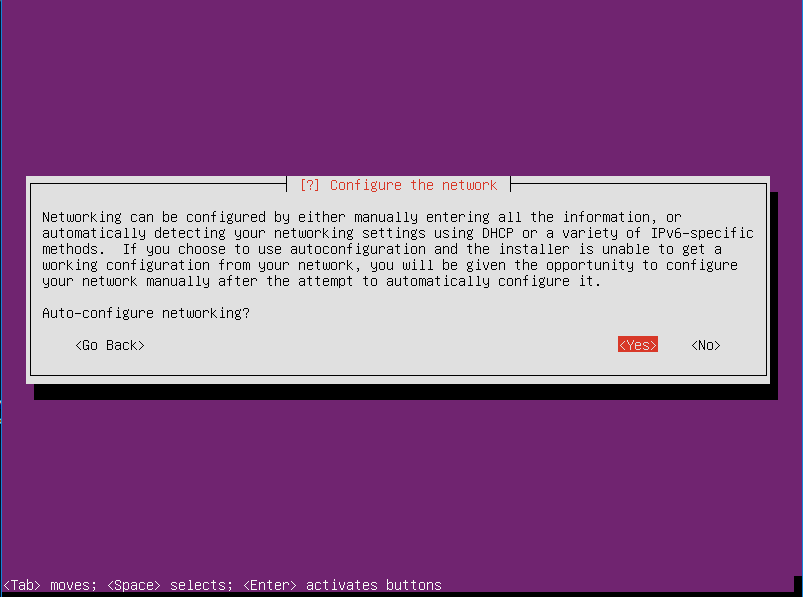 [?] Configure the network
Networking can be configured by either manually entering all the information, or
automatically detecting your networking settings using DHCP or a variety of IPv6-specific
methods.  If you choose to use autoconfiguration and the installer is unable to get a
working configuration from your network, you will be given the opportunity to configure
your network manually after the attempt to automatically configure it.
Auto-configure networking?
<Go Back> <Yes> <No>
<Tab> moves; <Space> selects; <Enter> activates buttons